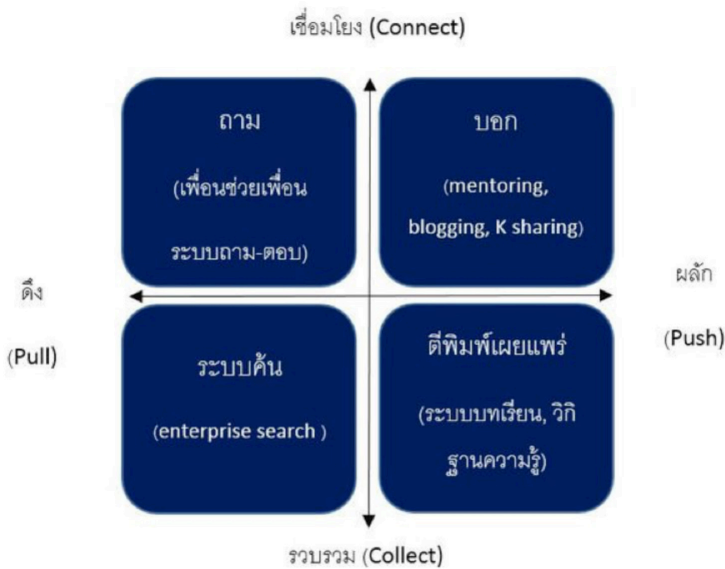 เชื่อมโยง (Connect)
ถาม
(เพื่อนช่วยเพื่อน
ระบบถาม-ตอบ)
บอก
(mentoring,
blogging, K sharing)
ดึง
(Pull)
ผลัก
(Push)
ระบบค้น
(enterprise search )
ตีพิมพ์เผยแพร่
(ระบบบทเรียน, วิกิ
ฐานความรู้)
รวบรวม (Collect)